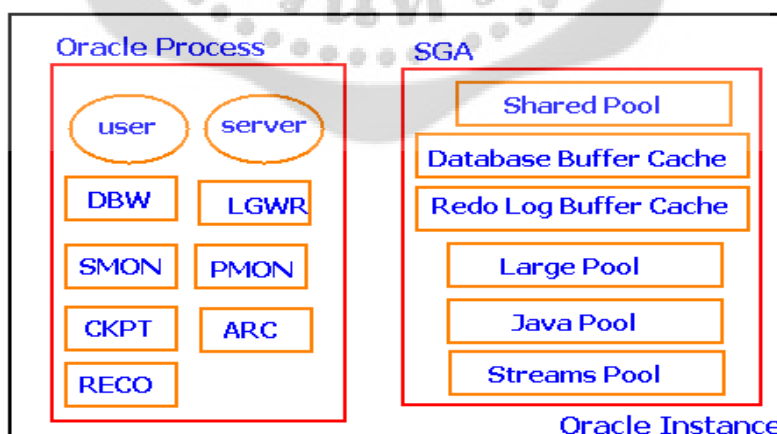 Oracle Process
user
server
DBW
LGWR
SMON
PMON
CKPT
ARC
RECO
SGA
Shared Pool
Database Buffer Cache
Redo Log Buffer Cache
Large Pool
Java Pool
Streams Pool
Oracle Instance